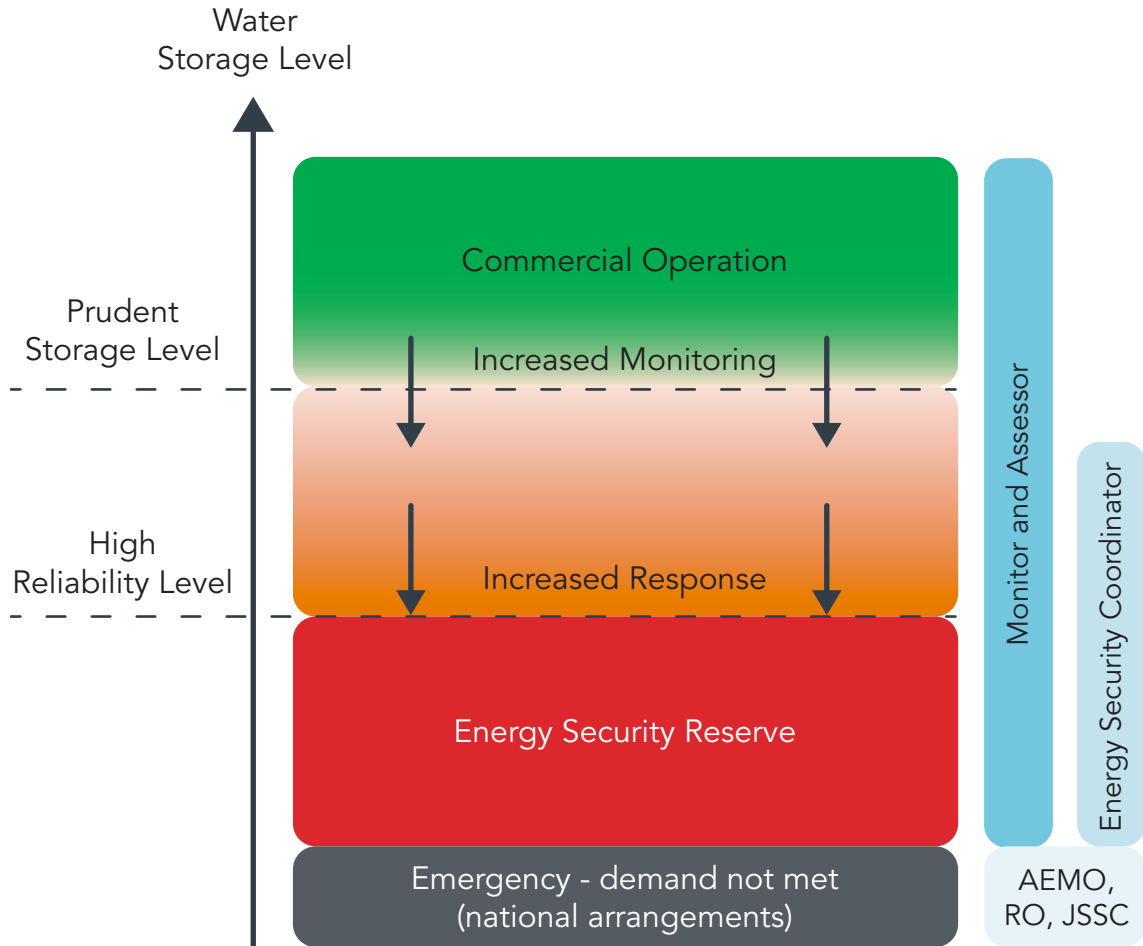 Water
Storage Level
Commercial Operation
Prudent
Storage Level
Increased Monitoring
High
Reliability Level
Increased Response
Energy Security Reserve
Emergency - demand not met
(national arrangements)
Monitor and Assessor
Energy Security Coordinator
AEMO,
RO, JSSC